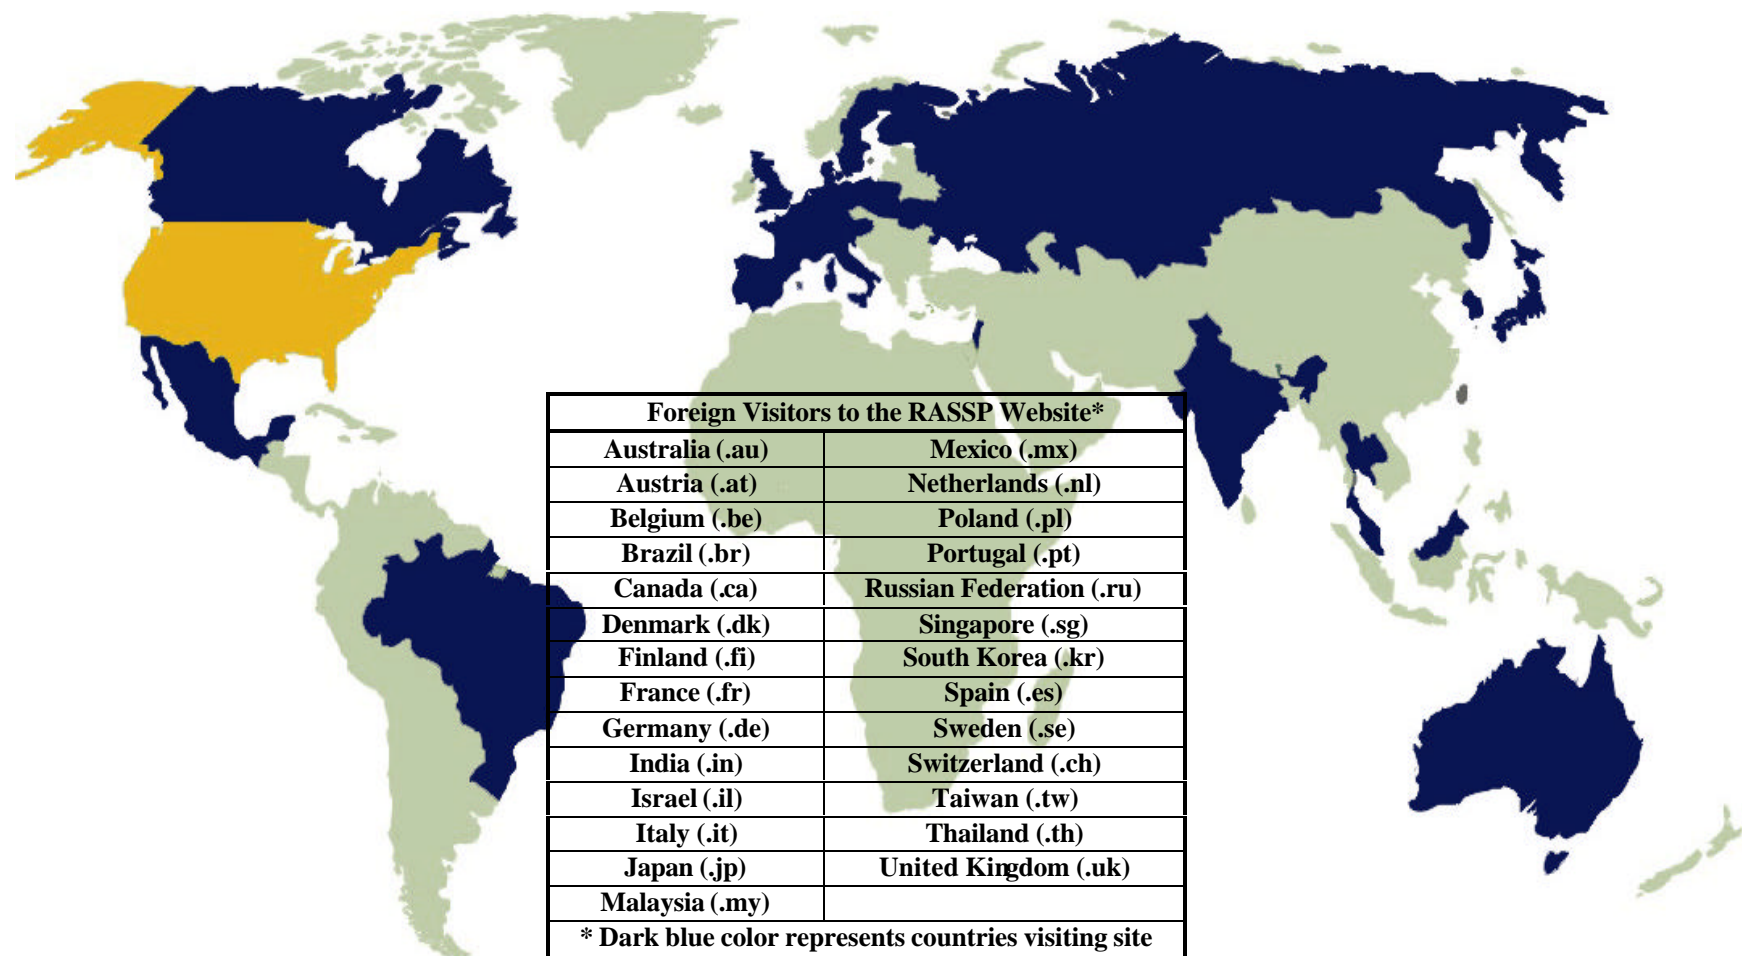 Foreign Visitors to the RASSP Website*
Australia (.au) Mexico (.mx)
Austria (.at) Netherlands (.nl)
Belgium (.be) Poland (.pl)
Brazil (.br) Portugal (.pt)
Canada (.ca) Russian Federation (.ru)
Denmark (.dk) Singapore (.sg)
Finland (.fi) South Korea (.kr)
France (.fr) Spain (.es)
Germany (.de) Sweden (.se)
India (.in) Switzerland (.ch)
Israel (.il) Taiwan (.tw)
Italy (.it) Thailand (.th)
Japan (.jp) United Kingdom (.uk)
Malaysia (.my)
* Dark blue color represents countries visiting site